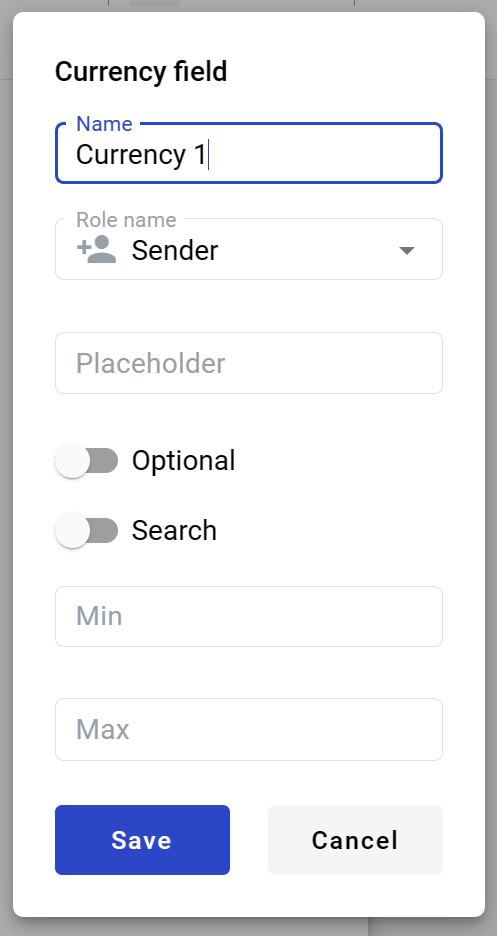 Currency field
Name
Currency 1
Role name
Sender
Placeholder
Optional
Search
Min
Max
Save
Cancel